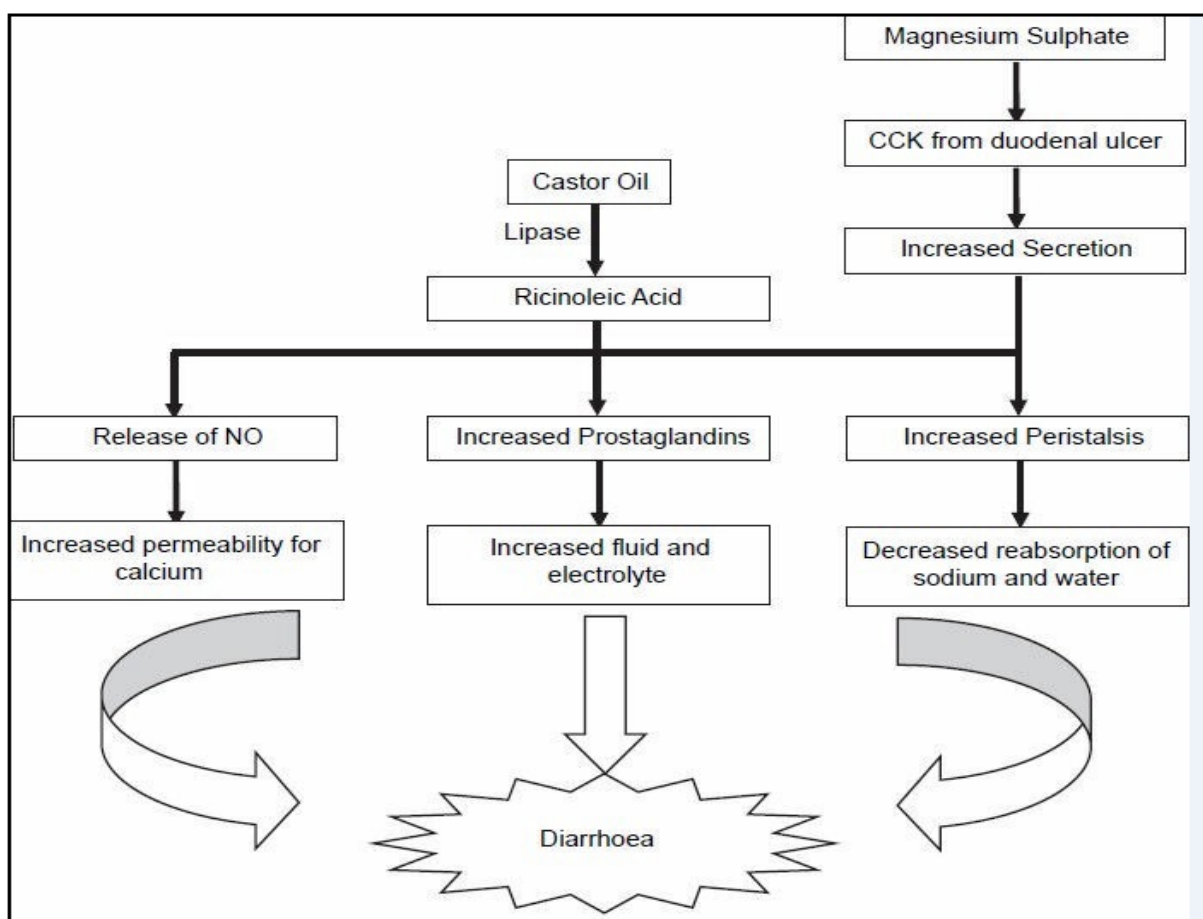 Magnesium Sulphate
CCK from duodenal ulcer
Castor Oil
Lipase
Increased Secretion
Ricinoleic Acid
Release of NO
Increased Prostaglandins
Increased Peristalsis
Increased permeability for
calcium
Increased fluid and
electrolyte
Decreased reabsorption of
sodium and water
Diarrhoea